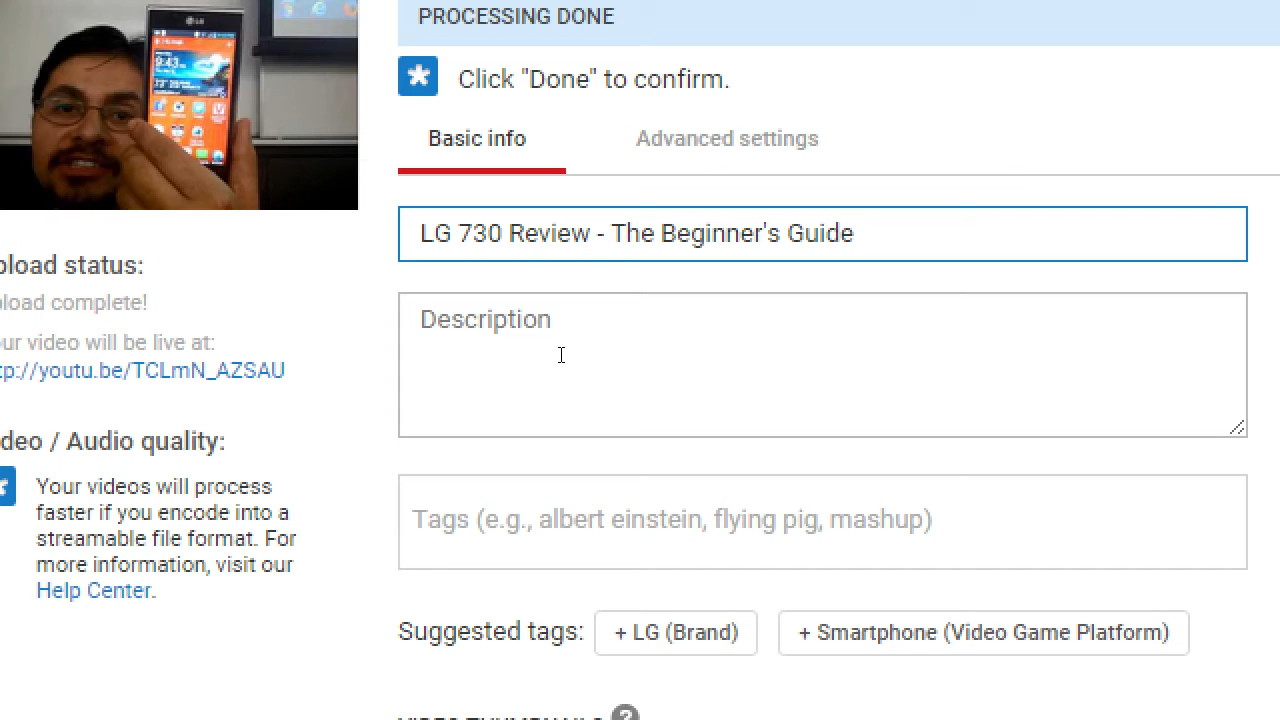 PROCESSING DONE
Click "Done" to confirm.
Basic info
Advanced settings
LG 730 Review - The Beginner's Guide
Description
Tags (e.g., albert einstein, flying pig, mashup)
Suggested tags:
+ LG (Brand)
+ Smartphone (Video Game Platform)
LG
9:43
pload status:
pload complete!
our video will be live at:
tp://youtu.be/TCLmN_AZSAU
deo / Audio quality:
Your videos will process
faster if you encode into a
streamable file format. For
more information, visit our
Help Center.
?